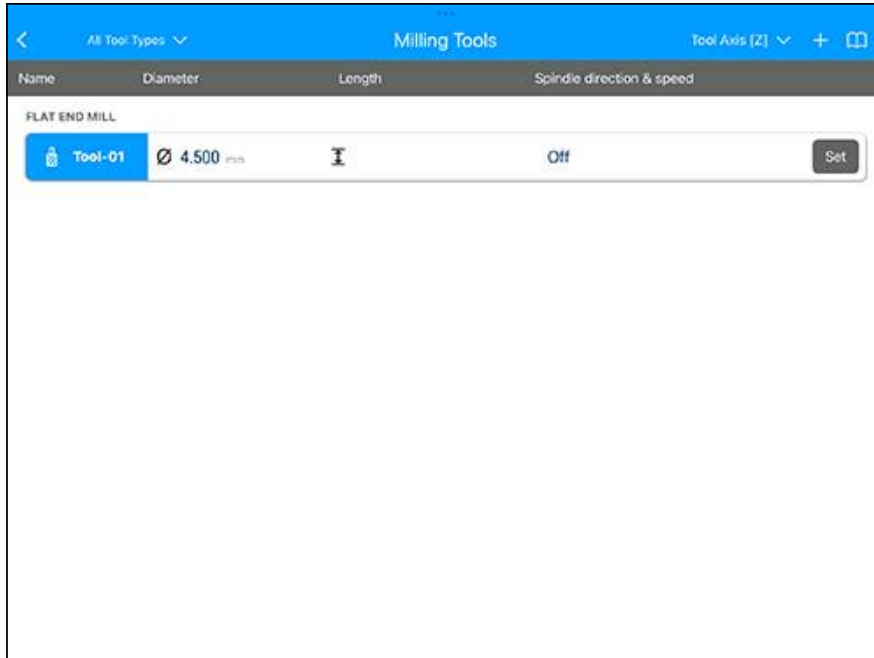 All Tool Types Milling Tools Tool Axis [Z]
Name Diameter Length Spindle direction & speed
FLAT END MILL
Tool-01 Ø 4.500 mm Off Set